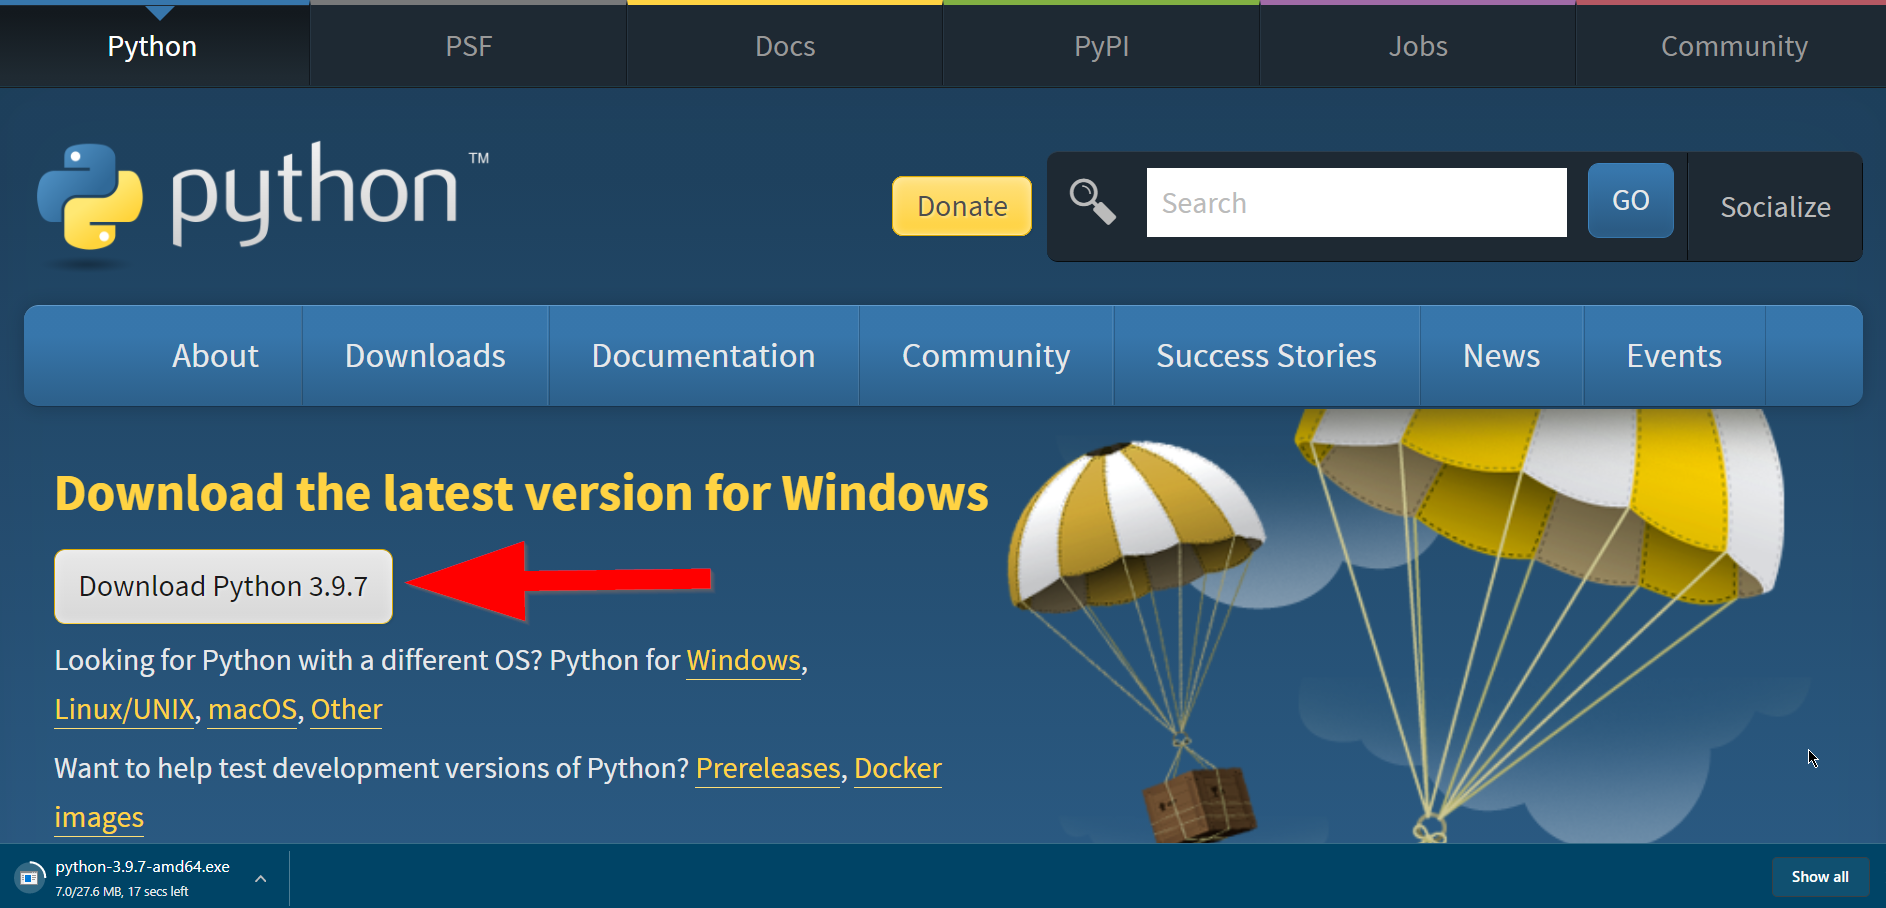 Python
PSF
Docs
PyPI
Jobs
Community
python™
Donate
Search
GO
Socialize
About
Downloads
Documentation
Community
Success Stories
News
Events
Download the latest version for Windows
Download Python 3.9.7
Looking for Python with a different OS? Python for Windows,
Linux/UNIX, macOS, Other
Want to help test development versions of Python? Prereleases, Docker
images
python-3.9.7-amd64.exe
7.0/27.6 MB, 17 secs left
Show all